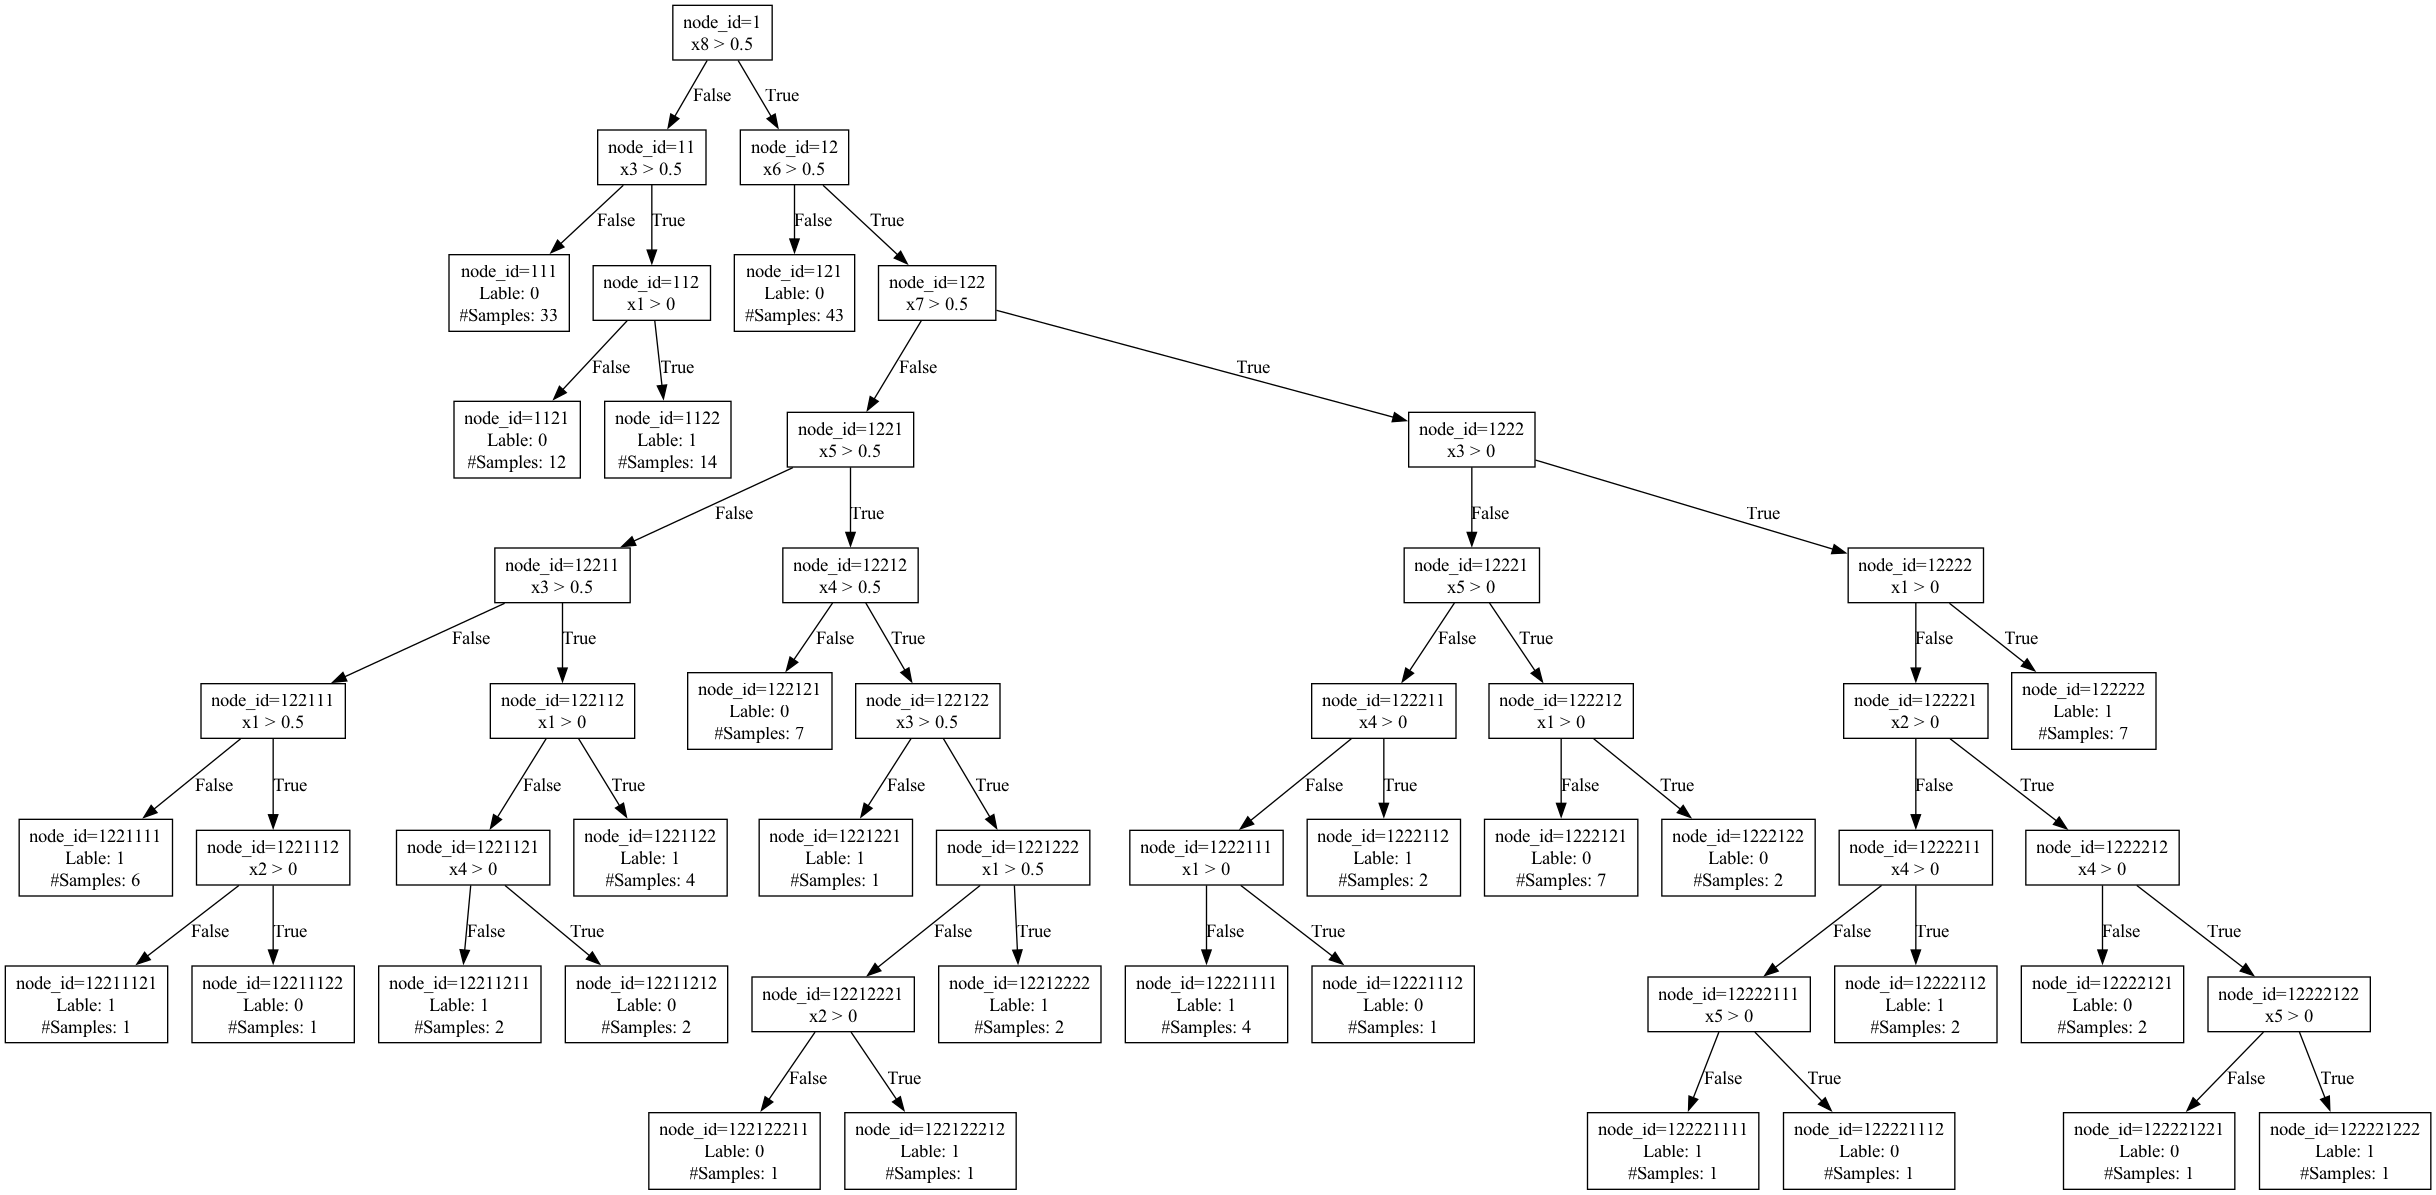 node_id=1
x8 > 0.5
False
True
node_id=11
x3 > 0.5
node_id=12
x6 > 0.5
False
True
False
True
node_id=111
Lable: 0
#Samples: 33
node_id=112
x1 > 0
node_id=121
Lable: 0
#Samples: 43
node_id=122
x7 > 0.5
False
True
False
True
node_id=1121
Lable: 0
#Samples: 12
node_id=1122
Lable: 1
#Samples: 14
node_id=1221
x5 > 0.5
node_id=1222
x3 > 0
False
True
False
True
node_id=12211
x3 > 0.5
node_id=12212
x4 > 0.5
node_id=12221
x5 > 0
node_id=12222
x1 > 0
False
True
False
True
False
True
False
True
node_id=122111
x1 > 0.5
node_id=122112
x1 > 0
node_id=122121
Lable: 0
#Samples: 7
node_id=122122
x3 > 0.5
node_id=122211
x4 > 0
node_id=122212
x1 > 0
node_id=122221
x2 > 0
node_id=122222
Lable: 1
#Samples: 7
False
True
False
True
False
True
False
True
False
True
False
True
node_id=1221111
Lable: 1
#Samples: 6
node_id=1221112
x2 > 0
node_id=1221121
x4 > 0
node_id=1221122
Lable: 1
#Samples: 4
node_id=1221221
Lable: 1
#Samples: 1
node_id=1221222
x1 > 0.5
node_id=1222111
x1 > 0
node_id=1222112
Lable: 1
#Samples: 2
node_id=1222121
Lable: 0
#Samples: 7
node_id=1222122
Lable: 0
#Samples: 2
node_id=1222211
x4 > 0
node_id=1222212
x4 > 0
False
True
False
True
False
True
False
True
False
True
False
True
node_id=12211121
Lable: 1
#Samples: 1
node_id=12211122
Lable: 0
#Samples: 1
node_id=12211211
Lable: 1
#Samples: 2
node_id=12211212
Lable: 0
#Samples: 2
node_id=12212221
x2 > 0
node_id=12212222
Lable: 1
#Samples: 2
node_id=12221111
Lable: 1
#Samples: 4
node_id=12221112
Lable: 0
#Samples: 1
node_id=12222111
x5 > 0
node_id=12222112
Lable: 1
#Samples: 2
node_id=12222121
Lable: 0
#Samples: 2
node_id=12222122
x5 > 0
False
True
False
True
False
True
node_id=122122211
Lable: 0
#Samples: 1
node_id=122122212
Lable: 1
#Samples: 1
node_id=122221111
Lable: 1
#Samples: 1
node_id=122221112
Lable: 0
#Samples: 1
node_id=122221221
Lable: 0
#Samples: 1
node_id=122221222
Lable: 1
#Samples: 1